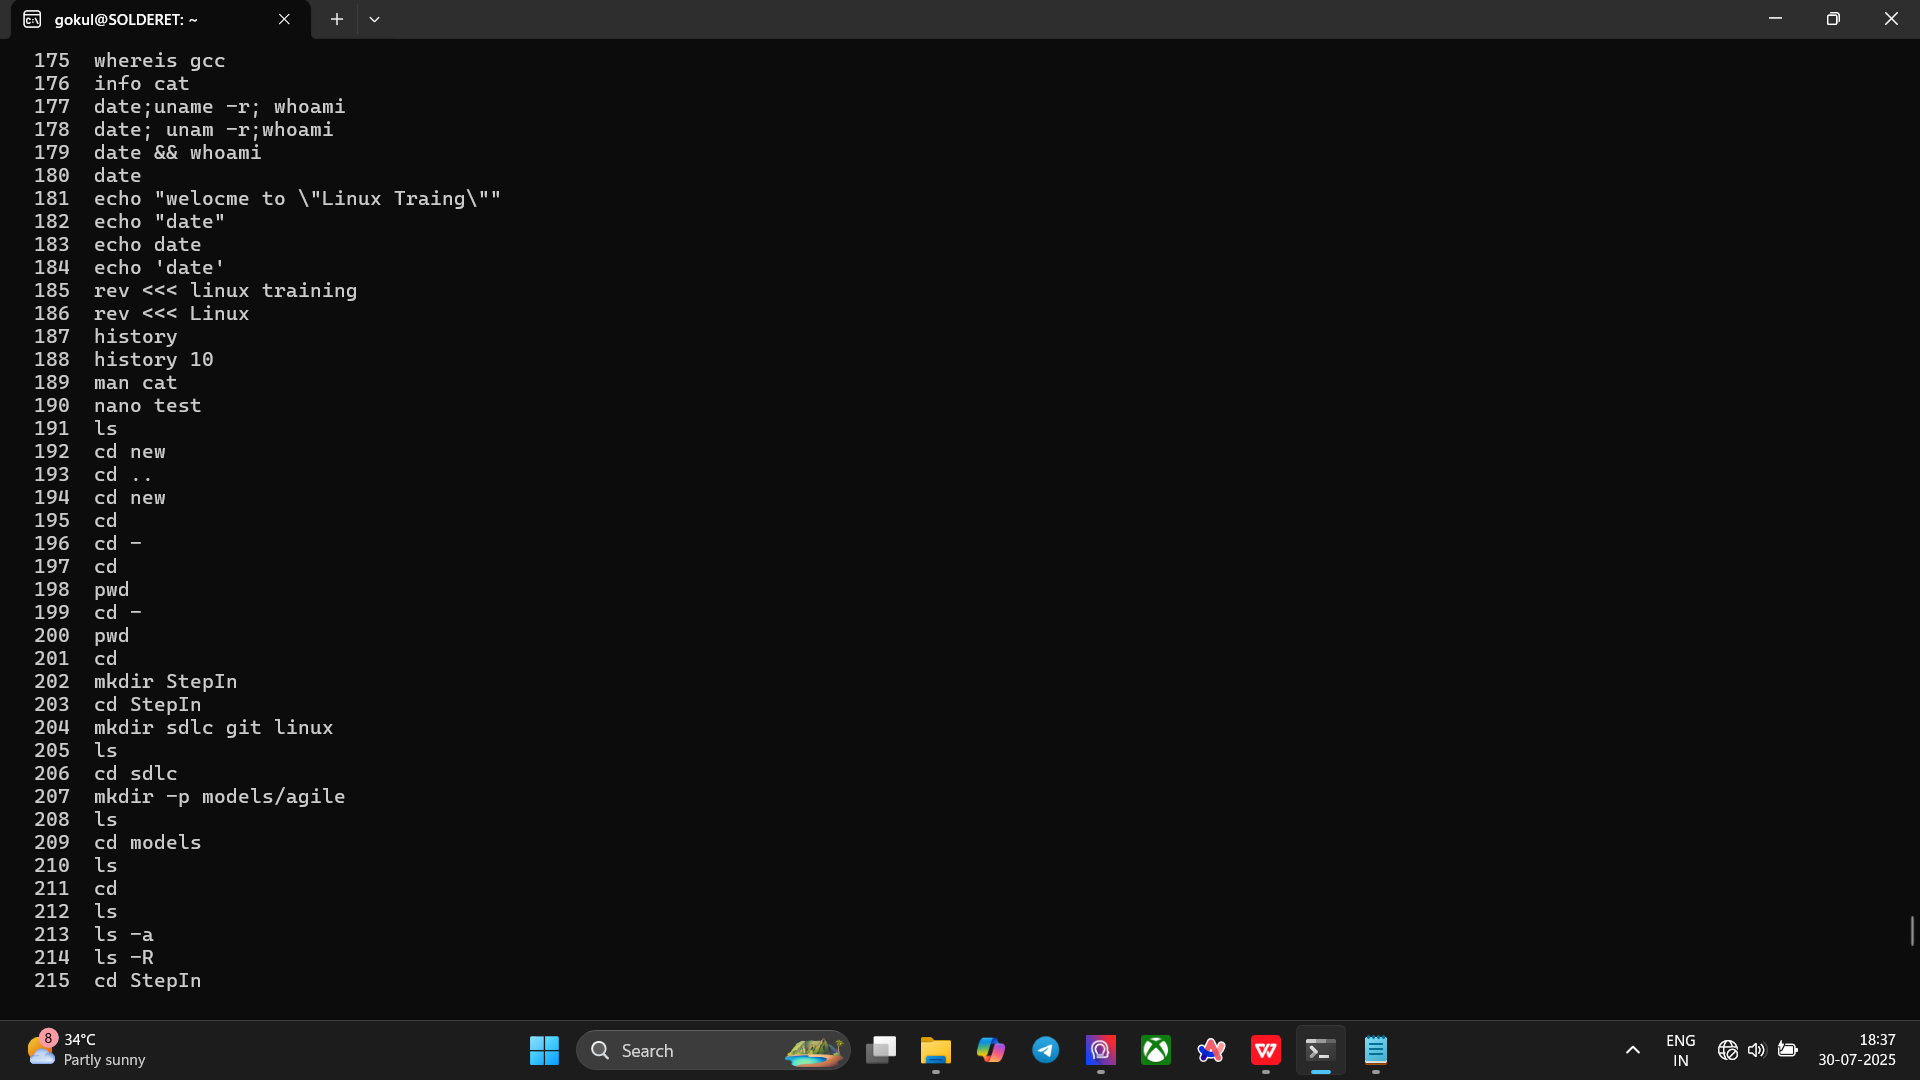 gokul@SOLDERET: ~
175 whereis gcc
176 info cat
177 date;uname -r; whoami
178 date; unam -r;whoami
179 date && whoami
180 date
181 echo "welocme to \"Linux Traing\""
182 echo "date"
183 echo date
184 echo 'date'
185 rev <<< linux training
186 rev <<< Linux
187 history
188 history 10
189 man cat
190 nano test
191 ls
192 cd new
193 cd ..
194 cd new
195 cd
196 cd -
197 cd
198 pwd
199 cd -
200 pwd
201 cd
202 mkdir StepIn
203 cd StepIn
204 mkdir sdlc git linux
205 ls
206 cd sdlc
207 mkdir -p models/agile
208 ls
209 cd models
210 ls
211 cd
212 ls
213 ls -a
214 ls -R
215 cd StepIn
8
34°C
Partly sunny
Search
ENG
IN
18:37
30-07-2025